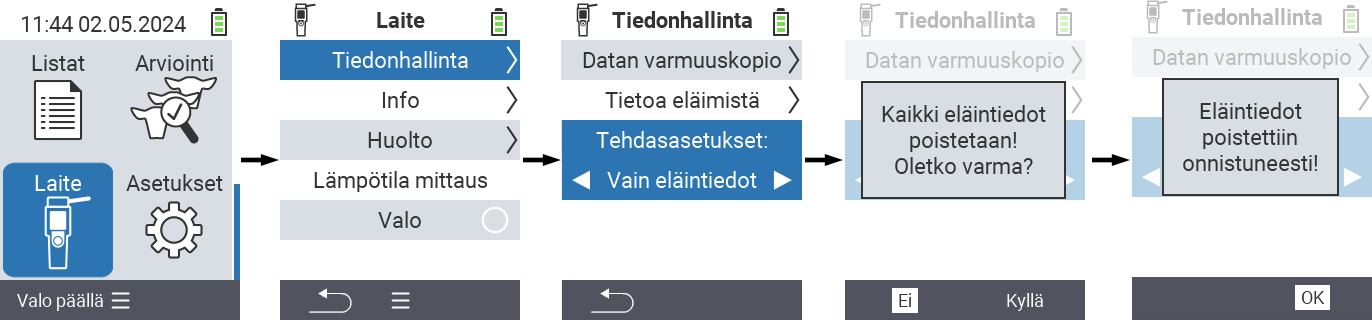 11:44 02.05.2024
Listat
Arviointi
Laite
Asetukset
Valo päällä
Laite
Tiedonhallinta
Info
Huolto
Lämpötila mittaus
Valo
Tiedonhallinta
Datan varmuuskopio
Tietoa eläimistä
Tehdasasetukset:
Vain eläintiedot
Tiedonhallinta
Datan varmuuskopio
Kaikki eläintiedot
poistetaan!
Oletko varma?
Ei
Kyllä
Tiedonhallinta
Datan varmuuskopio
Eläintiedot
poistettiin
onnistuneesti!
OK